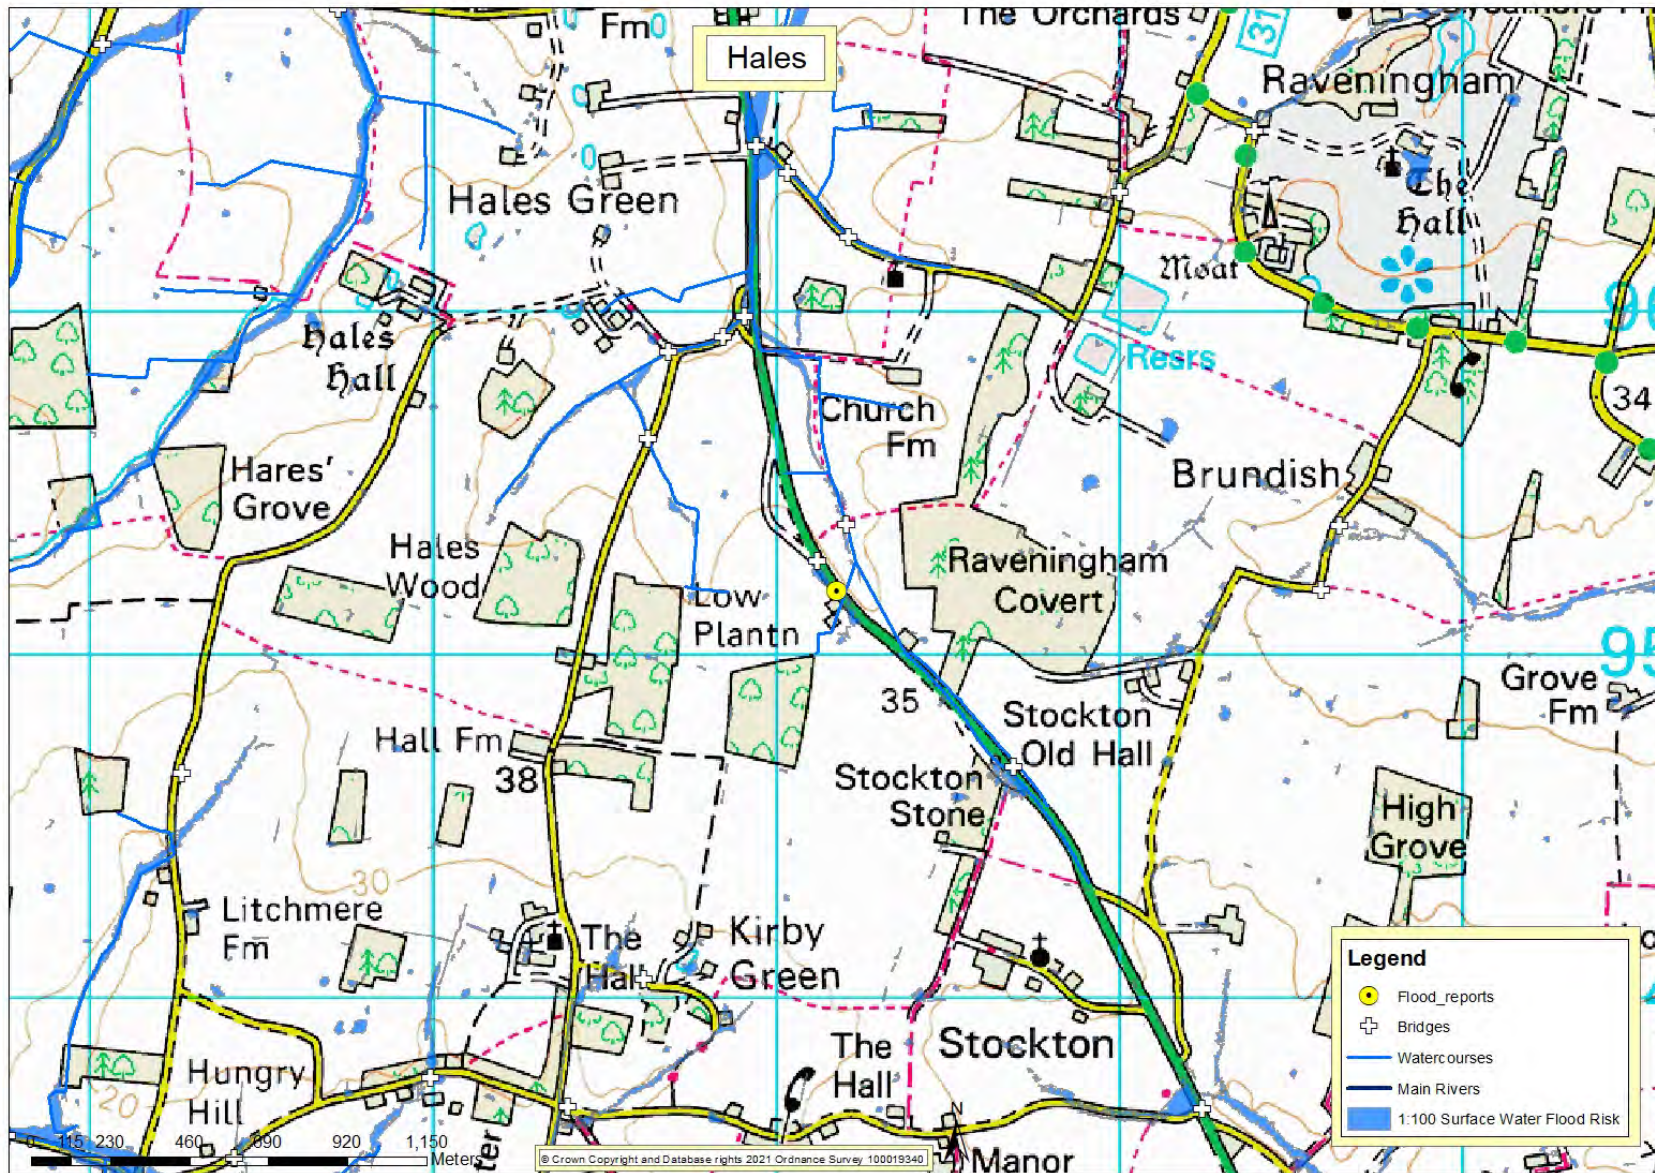 Fm
The Orchards
31
Hales
Raveningham
Hales Green
The
Hall
Moat
96
Hales
Hall
Resrs
34
Church
Fm
Hares'
Grove
Brundish
Hales
Wood
Raveningham
Covert
Low
Plantn
95
35
Grove
Fm
Stockton
Old Hall
Hall Fm
38
Stockton
Stone
High
Grove
30
Litchmere
Fm
The
Hall
Kirby
Green
Stockton
The
Hall
Hungry
Hill
20
Manor
N
Legend
Flood_reports
Bridges
Watercourses
Main Rivers
1:100 Surface Water Flood Risk
0 115 230 460 690 920 1,150
Meters
© Crown Copyright and Database rights 2021 Ordnance Survey 100019340